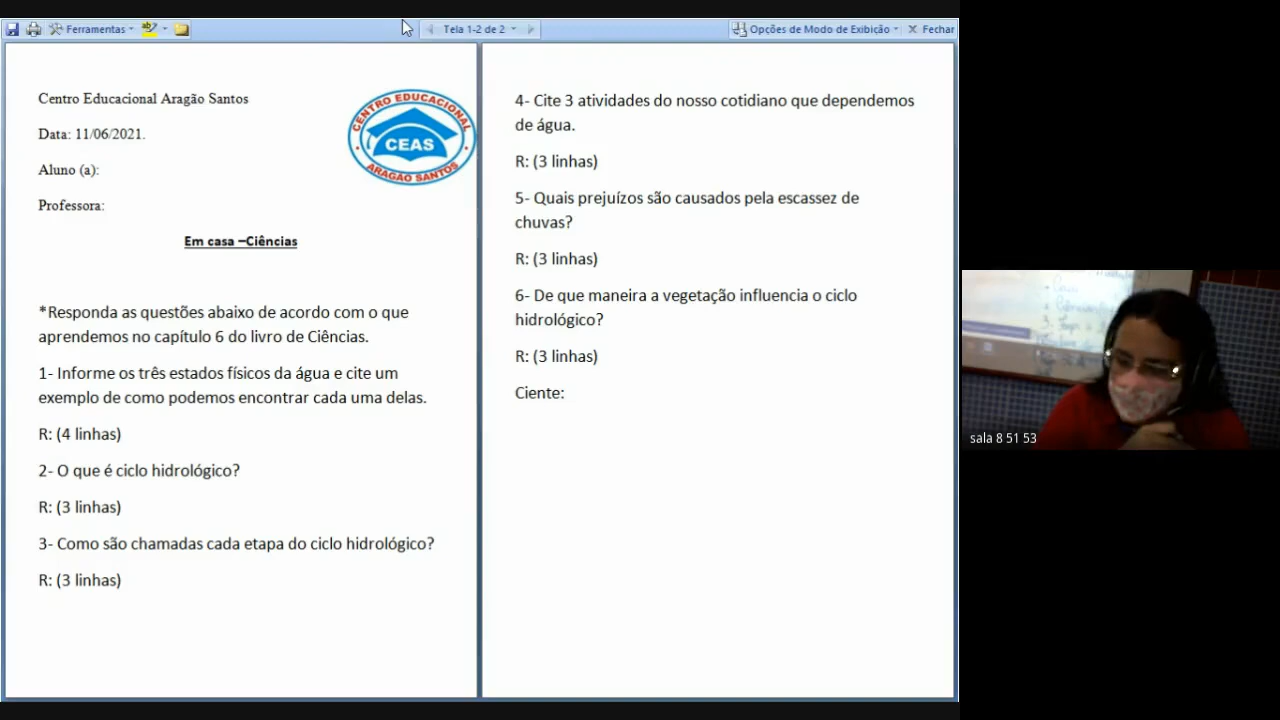 Ferramentas
Tela 1-2 de 2
Opções de Modo de Exibição
Fechar
Centro Educacional Aragão Santos
Data: 11/06/2021.
Aluno (a):
Professora:
CENTRO EDUCACIONAL
CEAS
ARAGÃO SANTOS
Em casa –Ciências
*Responda as questões abaixo de acordo com o que
aprendemos no capítulo 6 do livro de Ciências.
1- Informe os três estados físicos da água e cite um
exemplo de como podemos encontrar cada uma delas.
R: (4 linhas)
2- O que é ciclo hidrológico?
R: (3 linhas)
3- Como são chamadas cada etapa do ciclo hidrológico?
R: (3 linhas)
4- Cite 3 atividades do nosso cotidiano que dependemos
de água.
R: (3 linhas)
5- Quais prejuízos são causados pela escassez de
chuvas?
R: (3 linhas)
6- De que maneira a vegetação influencia o ciclo
hidrológico?
R: (3 linhas)
Ciente:
sala 8 51 53